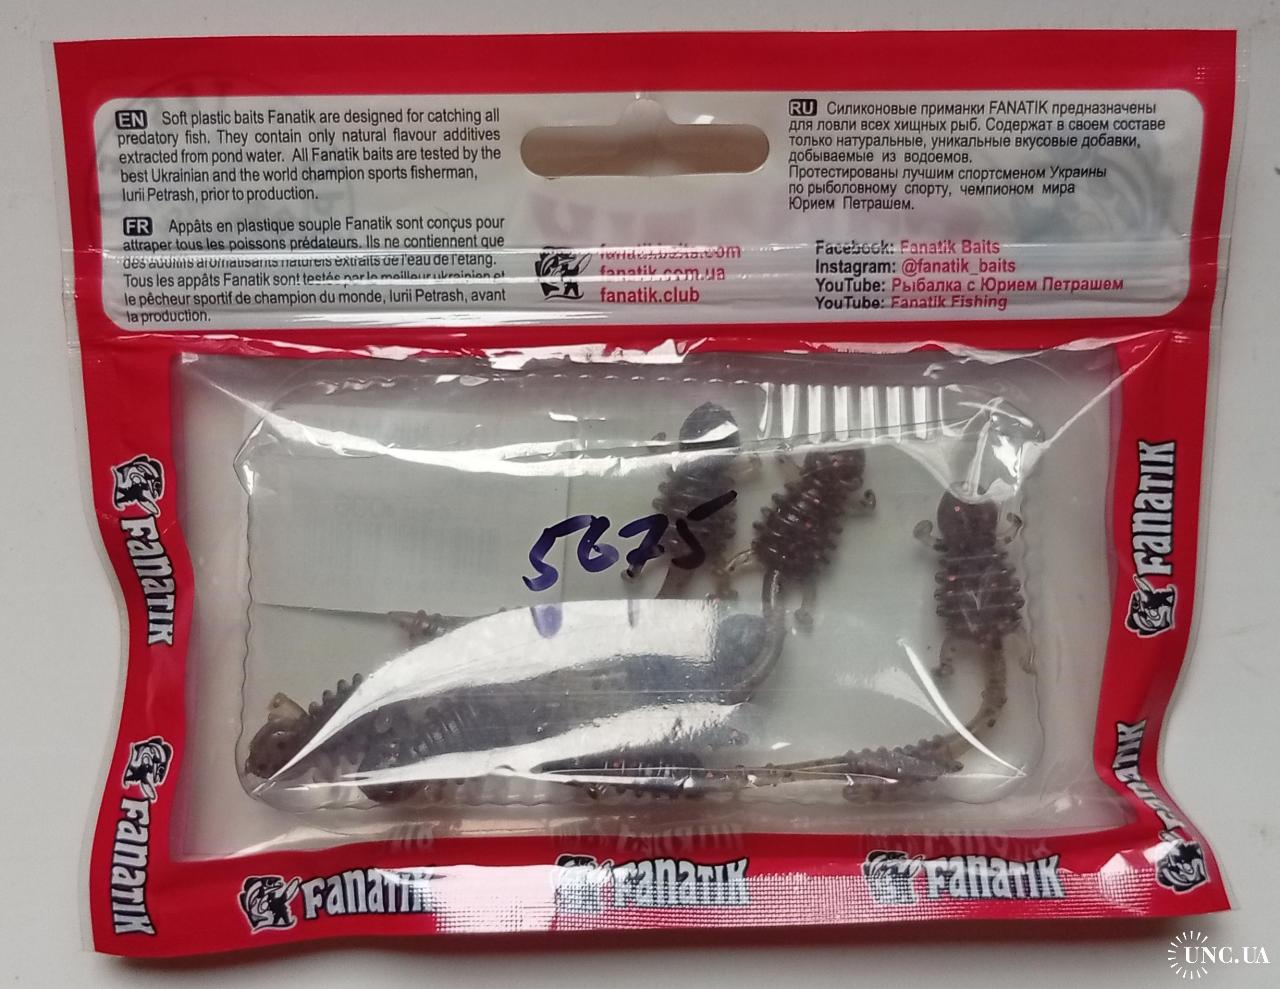 EN Soft plastic baits Fanatik are designed for catching all
predatory fish. They contain only natural flavour additives
extracted from pond water. All Fanatik baits are tested by the
best Ukrainian and the world champion sports fisherman,
Iurii Petrash, prior to production.
FR Appâts en plastique souple Fanatik sont conçus pour
attraper tous les poissons prédateurs. Ils ne contiennent que
des additifs aromatisants naturels extraits de l'eau de l'étang.
Tous les appâts Fanatik sont testés par le meilleur ukrainien et
le pêcheur sportif de champion du monde, Iurii Petrash, avant
la production.
fanatikbaits.com
fanatik.com.ua
fanatik.club
RU Силиконовые приманки FANATIK предназначены
для ловли всех хищных рыб. Содержат в своем составе
только натуральные, уникальные вкусовые добавки,
добываемые из водоемов.
Протестированы лучшим спортсменом Украины
по рыболовному спорту, чемпионом мира
Юрием Петрашем.
Facebook: Fanatik Baits
Instagram: @fanatik_baits
YouTube: Рыбалка с Юрием Петрашем
YouTube: Fanatik Fishing
5675
FanatiK
FanatiK
FanatiK
FanatiK
FanatiK
FanatiK
FanatiK
UNC.UA